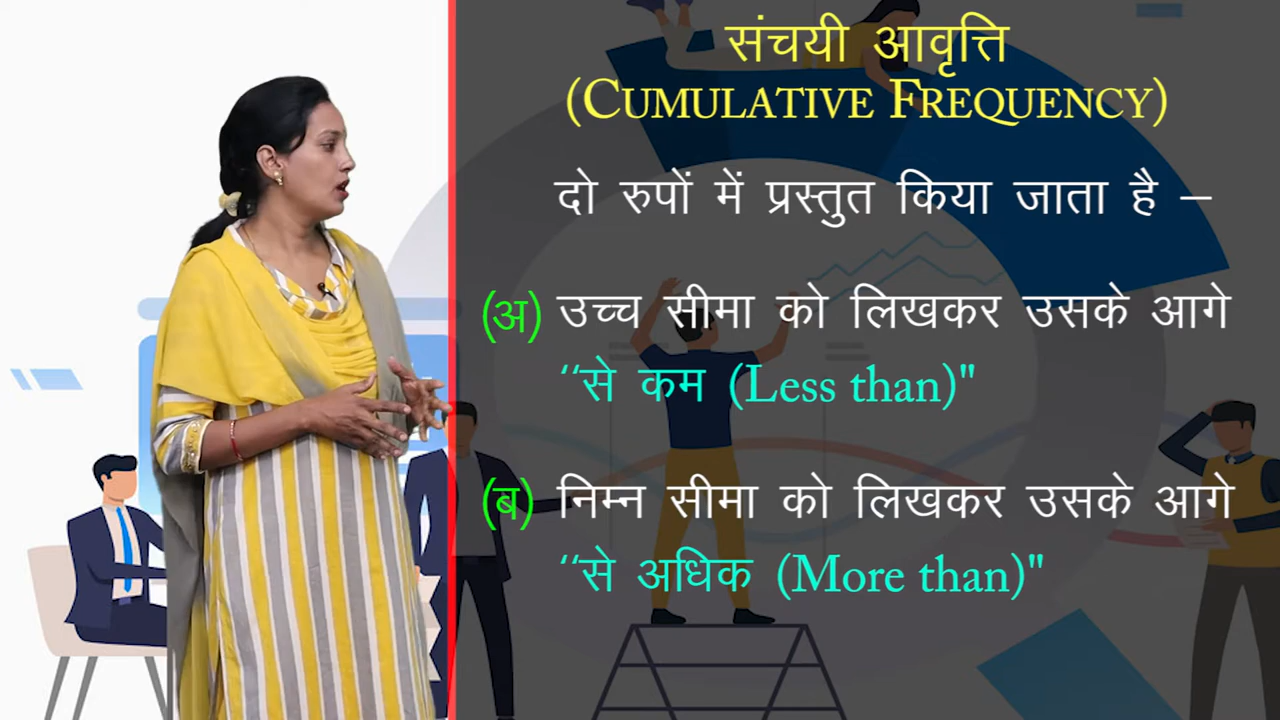 संचयी आवृत्ति
(CUMULATIVE FREQUENCY)
दो रुपों में प्रस्तुत किया जाता है –
(अ) उच्च सीमा को लिखकर उसके आगे
“से कम (Less than)"
(ब) निम्न सीमा को लिखकर उसके आगे
“से अधिक (More than)"